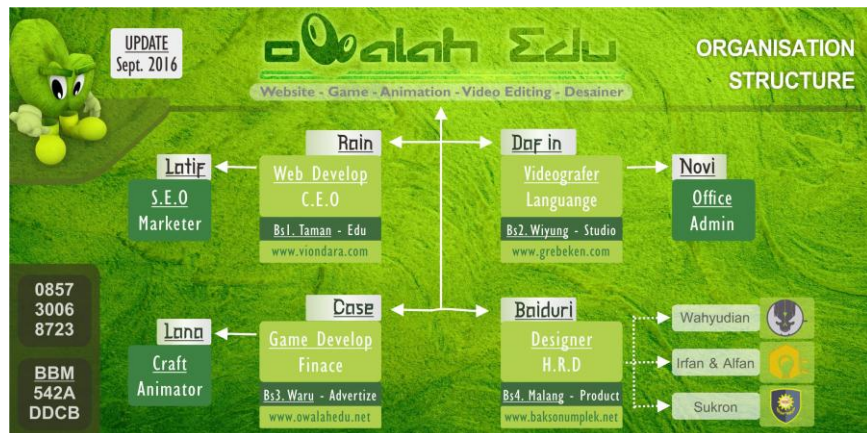 UPDATE
Sept. 2016
oWalah Edu
Website - Game - Animation - Video Editing - Desainer
ORGANISATION
STRUCTURE
Rain
Web Develop
C.E.O
Bs1. Taman - Edu
www.viondara.com
Latif
S.E.O
Marketer
Daf in
Videografer
Languange
Bs2. Wiyung - Studio
www.grebeken.com
Novi
Office
Admin
Case
Game Develop
Finace
Bs3. Waru - Advertize
www.owalahedu.net
Lana
Craft
Animator
Baiduri
Designer
H.R.D
Bs4. Malang - Product
www.baksonumplek.net
Wahyudian
Irfan & Alfan
Sukron
0857
3006
8723
BBM
542A
DDCB